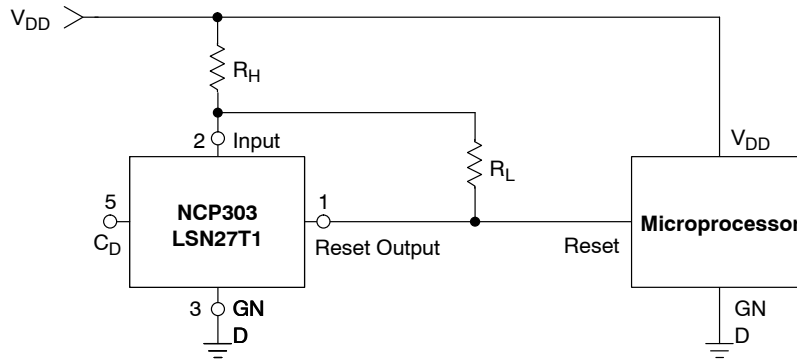 VDD
RH
2 Input
VDD
RL
5
NCP303
LSN27T1
1
Microprocessor
CD
Reset Output
Reset
3 GN
D
GN
D